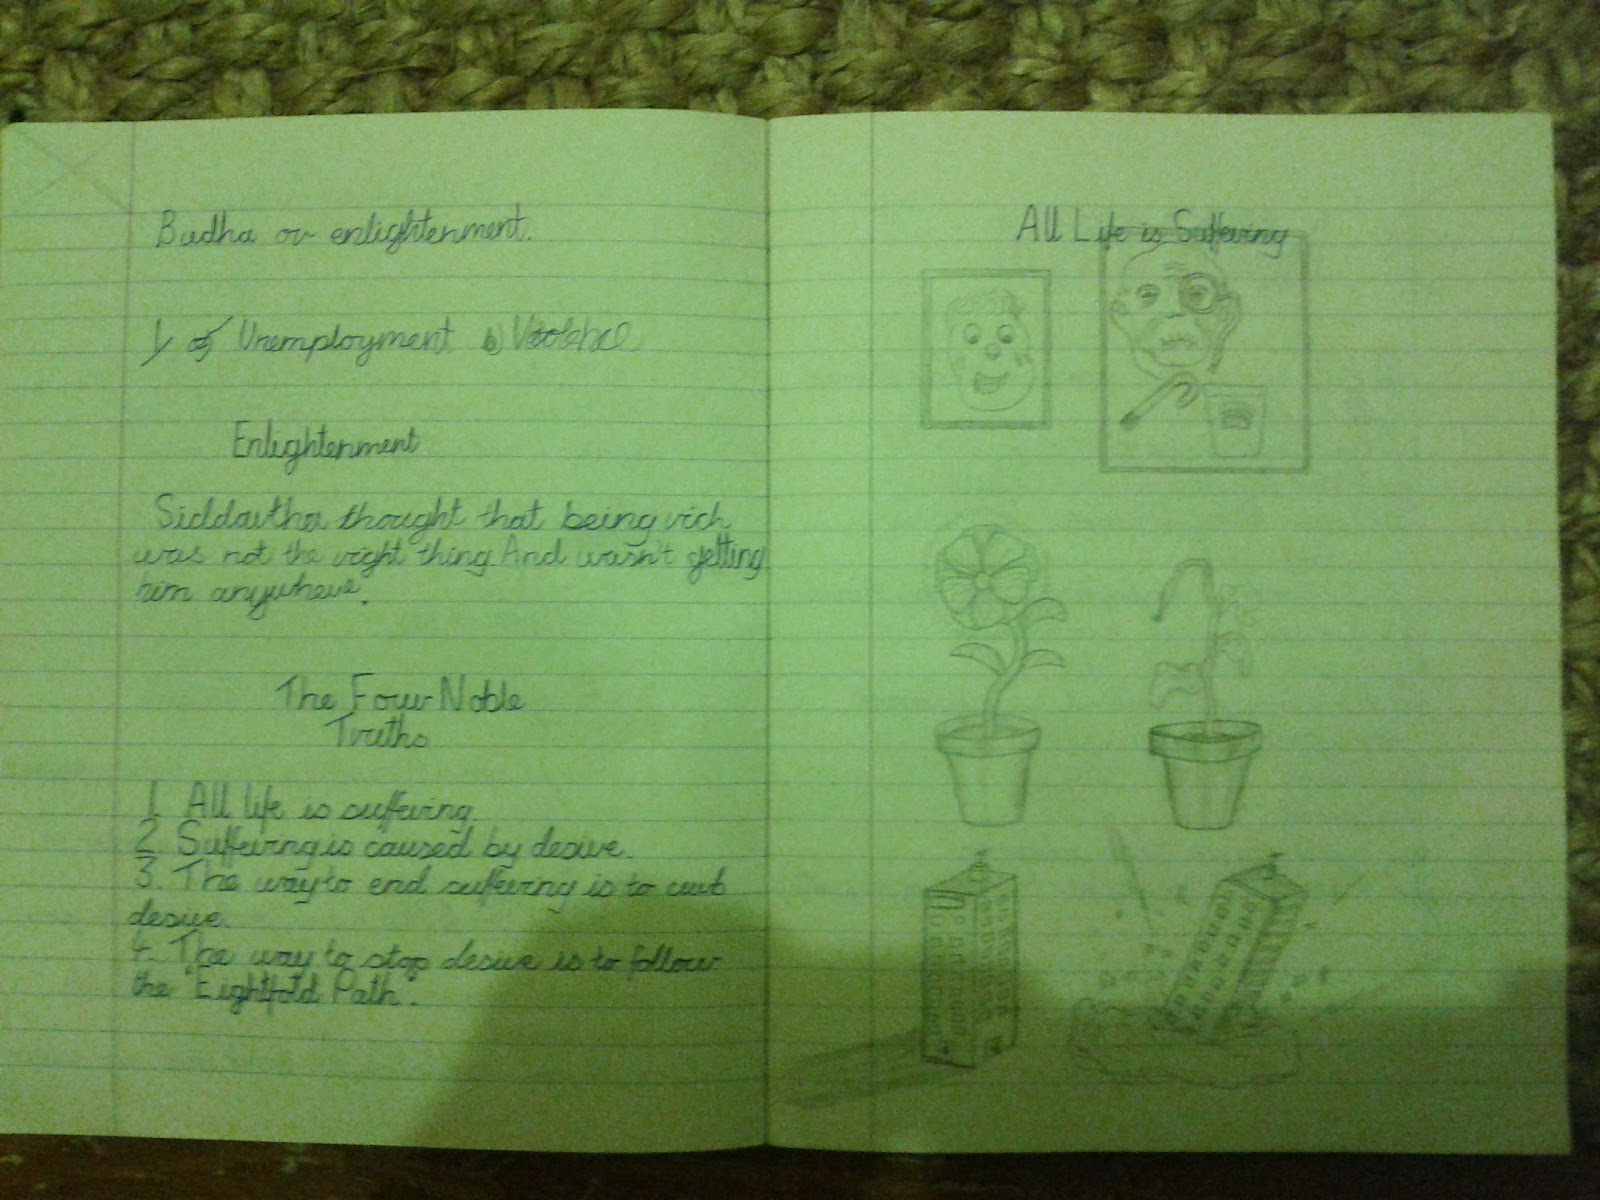 Budha or enlightenment.
1/ a) Unemployment b)
Enlightenment
Siddartha thought that being rich
was not the right thing. And wasn't getting
him anywhere.
The Four Noble
Truths
1. All life is suffering.
2. Suffering is caused by desire.
3. The way to end suffering is to curb
desire.
4. The way to stop desire is to follow
the "Eightfold Path".
All Life is Suffering